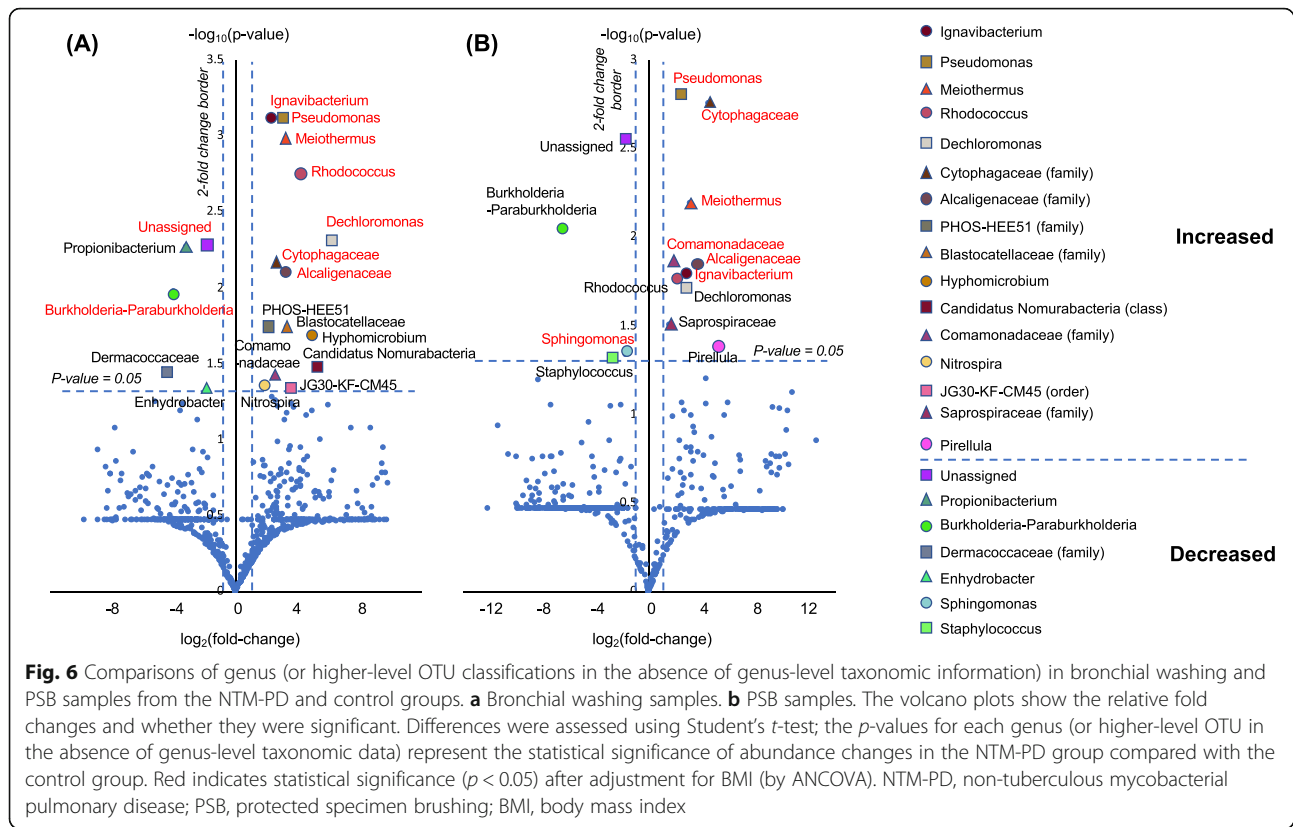 (A)
-log10(p-value)
3.5
3
2.5
2
1.5
1
0.5
0
2-fold change border
Ignavibacterium
Pseudomonas
Meiothermus
Rhodococcus
Dechloromonas
Unassigned
Propionibacterium
Cytophagaceae
Alcaligenaceae
Burkholderia-Paraburkholderia
PHOS-HEE51
Blastocatellaceae
Hyphomicrobium
Comamo
-nadaceae
Candidatus Nomurabacteria
Dermacoccaceae
P-value = 0.05
JG30-KF-CM45
Enhydrobacter
Nitrospira
-8 -4 0 4 8
log2(fold-change)
(B)
-log10(p-value)
3
2.5
2
1.5
1
0.5
0
2-fold change
border
Pseudomonas
Cytophagaceae
Unassigned
Burkholderia
-Paraburkholderia
Meiothermus
Comamonadaceae
Alcaligenaceae
Ignavibacterium
Rhodococcus
Dechloromonas
Saprospiraceae
Sphingomonas
P-value = 0.05
Pirellula
Staphylococcus
-12 -8 -4 0 4 8 12
log2(fold-change)
Ignavibacterium
Pseudomonas
Meiothermus
Rhodococcus
Dechloromonas
Cytophagaceae (family)
Alcaligenaceae (family)
PHOS-HEE51 (family)
Blastocatellaceae (family)
Hyphomicrobium
Candidatus Nomurabacteria (class)
Comamonadaceae (family)
Nitrospira
JG30-KF-CM45 (order)
Saprospiraceae (family)
Pirellula
Increased
Unassigned
Propionibacterium
Burkholderia-Paraburkholderia
Dermacoccaceae (family)
Enhydrobacter
Sphingomonas
Staphylococcus
Decreased
Fig. 6 Comparisons of genus (or higher-level OTU classifications in the absence of genus-level taxonomic information) in bronchial washing and
PSB samples from the NTM-PD and control groups. a Bronchial washing samples. b PSB samples. The volcano plots show the relative fold
changes and whether they were significant. Differences were assessed using Student's t-test; the p-values for each genus (or higher-level OTU in
the absence of genus-level taxonomic data) represent the statistical significance of abundance changes in the NTM-PD group compared with the
control group. Red indicates statistical significance (p < 0.05) after adjustment for BMI (by ANCOVA). NTM-PD, non-tuberculous mycobacterial
pulmonary disease; PSB, protected specimen brushing; BMI, body mass index